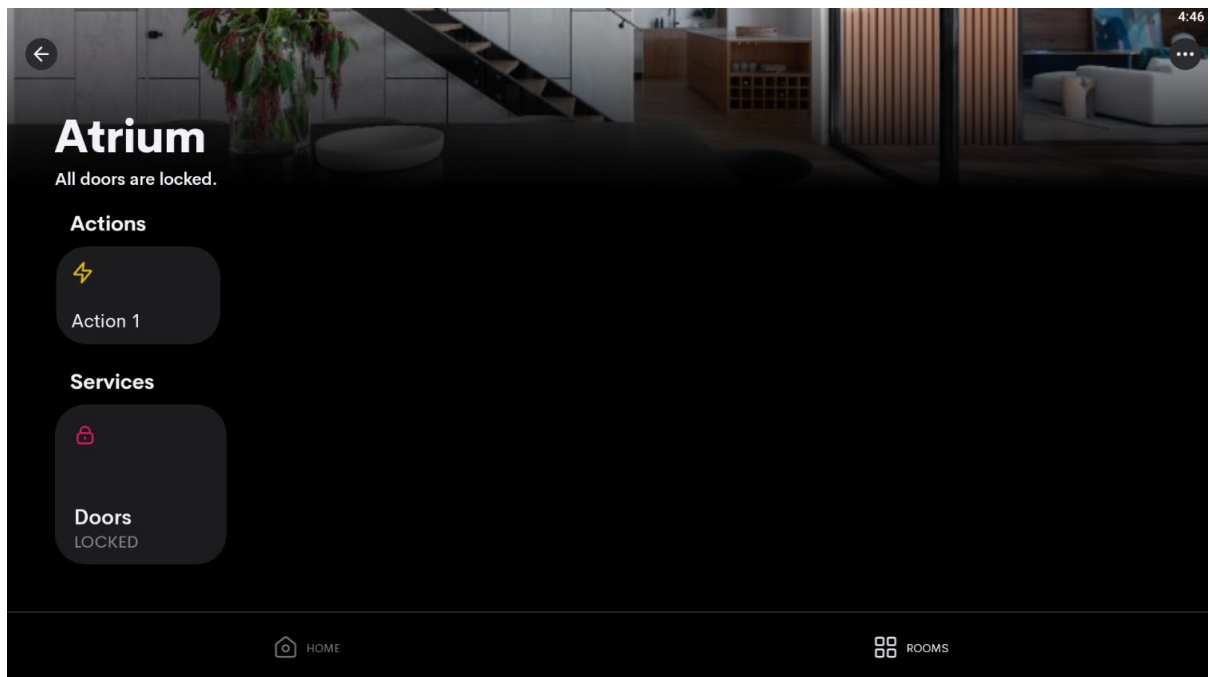 4:46
Atrium
All doors are locked.
Actions
Action 1
Services
Doors
LOCKED
HOME
ROOMS